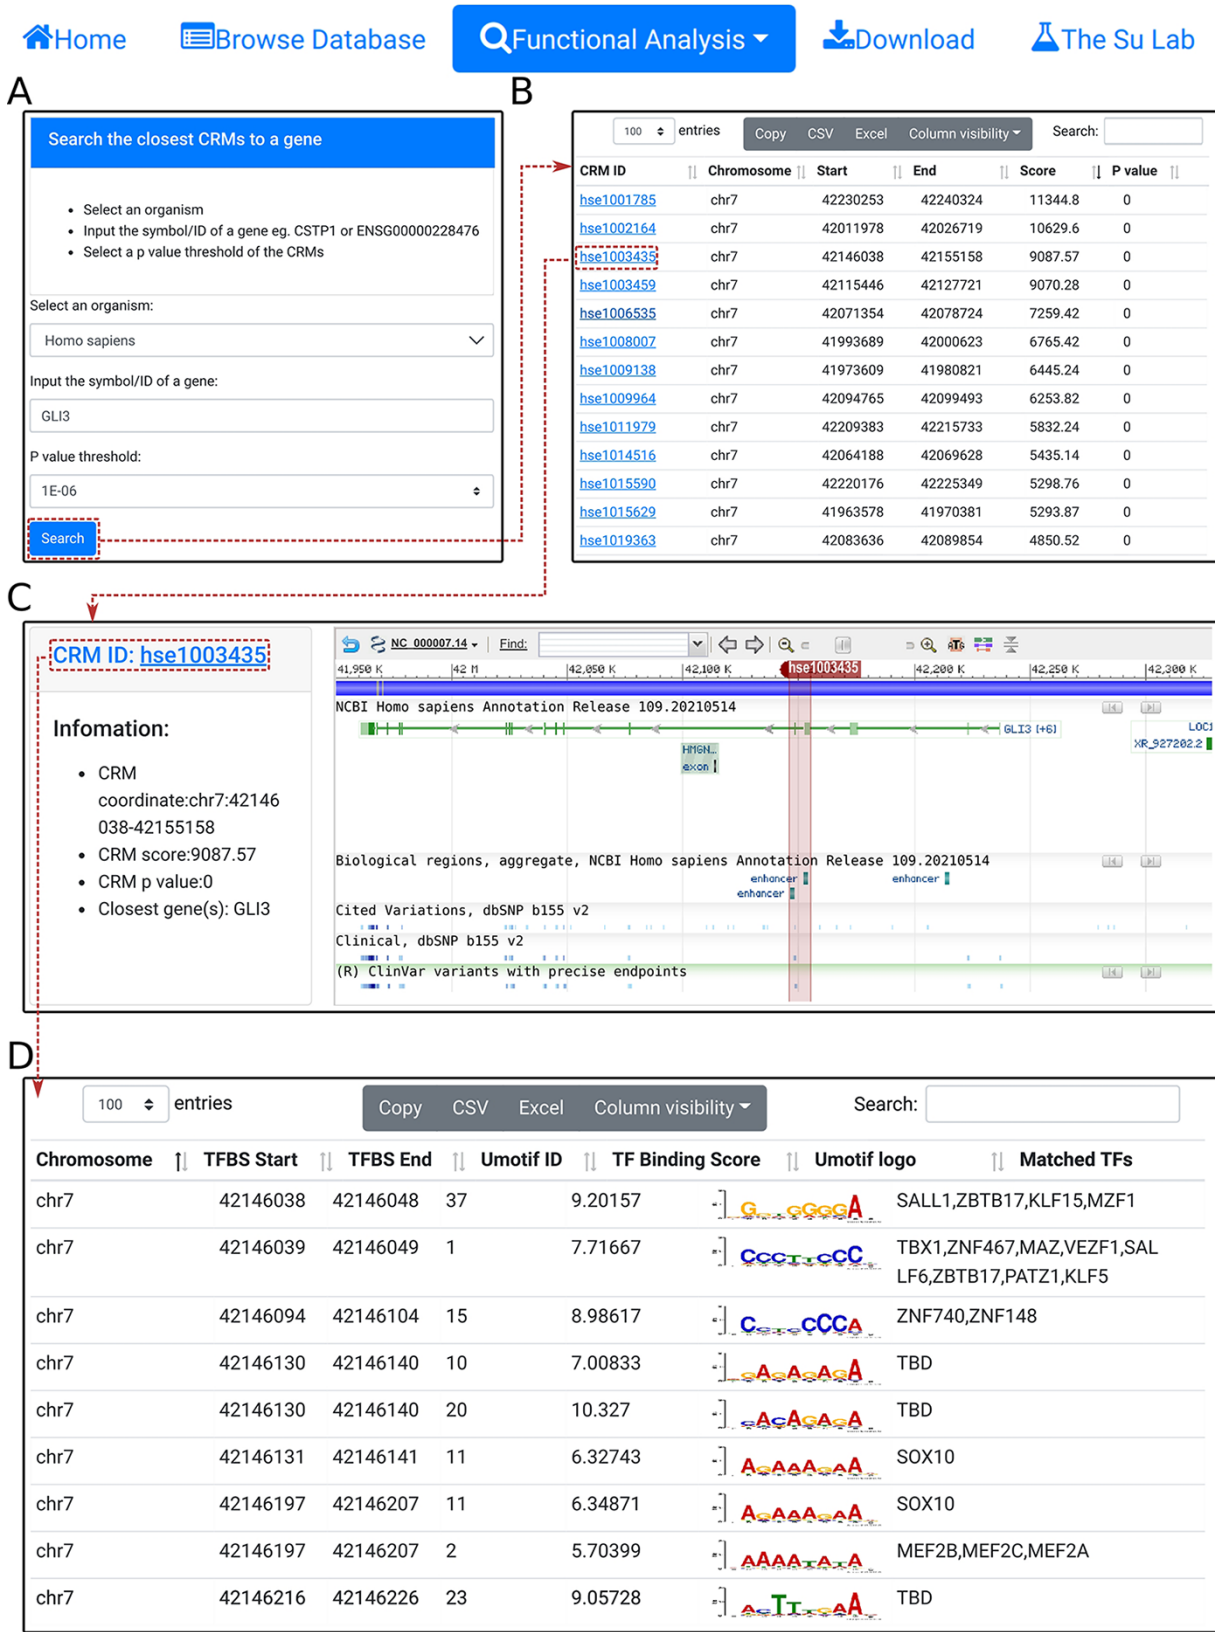 Home Browse Database Functional Analysis Download The Su Lab
A
Search the closest CRMs to a gene
Select an organism
Input the symbol/ID of a gene eg. CSTP1 or ENSG00000228476
Select a p value threshold of the CRMs
Select an organism:
Homo sapiens
Input the symbol/ID of a gene:
GLI3
P value threshold:
1E-06
Search
B
100 entries Copy CSV Excel Column visibility Search:
CRM ID Chromosome Start End Score P value
hse1001785 chr7 42230253 42240324 11344.8 0
hse1002164 chr7 42011978 42026719 10629.6 0
hse1003435 chr7 42146038 42155158 9087.57 0
hse1003459 chr7 42115446 42127721 9070.28 0
hse1006535 chr7 42071354 42078724 7259.42 0
hse1008007 chr7 41993689 42000623 6765.42 0
hse1009138 chr7 41973609 41980821 6445.24 0
hse1009964 chr7 42094765 42099493 6253.82 0
hse1011979 chr7 42209383 42215733 5832.24 0
hse1014516 chr7 42064188 42069628 5435.14 0
hse1015590 chr7 42220176 42225349 5298.76 0
hse1015629 chr7 41963578 41970381 5293.87 0
hse1019363 chr7 42083636 42089854 4850.52 0
C
CRM ID: hse1003435
Infomation:
CRM
coordinate:chr7:42146
038-42155158
CRM score:9087.57
CRM p value:0
Closest gene(s): GLI3
NC_000007.14 Find:
41,950 K 42 M 42,050 K 42,100 K hse1003435 42,200 K 42,250 K 42,300 K
NCBI Homo sapiens Annotation Release 109.20210514
GLI3 [+6] LOC1
XR_927202.2
HMGN...
exon
Biological regions, aggregate, NCBI Homo sapiens Annotation Release 109.20210514
enhancer enhancer
enhancer
Cited Variations, dbSNP b155 v2
Clinical, dbSNP b155 v2
(R) ClinVar variants with precise endpoints
D
100 entries Copy CSV Excel Column visibility Search:
Chromosome TFBS Start TFBS End Umotif ID TF Binding Score Umotif logo Matched TFs
chr7 42146038 42146048 37 9.20157 SALL1,ZBTB17,KLF15,MZF1
chr7 42146039 42146049 1 7.71667 TBX1,ZNF467,MAZ,VEZF1,SAL
LF6,ZBTB17,PATZ1,KLF5
chr7 42146094 42146104 15 8.98617 ZNF740,ZNF148
chr7 42146130 42146140 10 7.00833 TBD
chr7 42146130 42146140 20 10.327 TBD
chr7 42146131 42146141 11 6.32743 SOX10
chr7 42146197 42146207 11 6.34871 SOX10
chr7 42146197 42146207 2 5.70399 MEF2B,MEF2C,MEF2A
chr7 42146216 42146226 23 9.05728 TBD